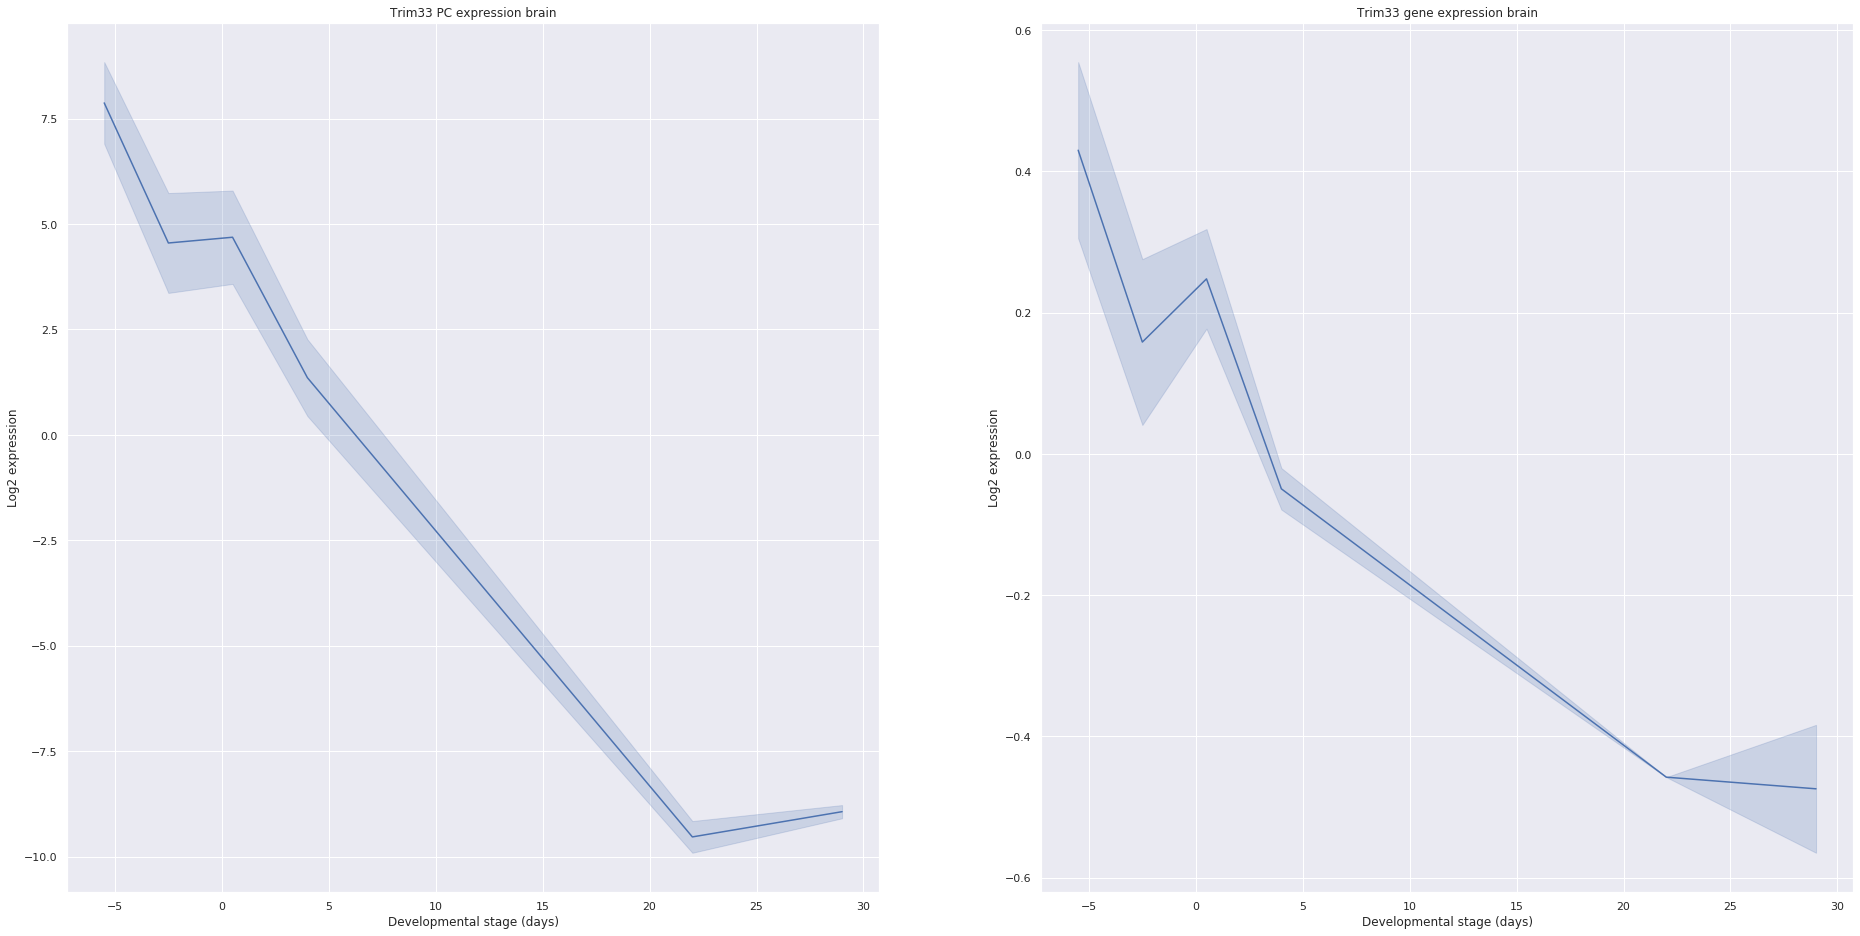 Trim33 PC expression brain
Log2 expression
7.5
5.0
2.5
0.0
−2.5
−5.0
−7.5
−10.0
−5 0 5 10 15 20 25 30
Developmental stage (days)
Trim33 gene expression brain
Log2 expression
0.6
0.4
0.2
0.0
−0.2
−0.4
−0.6
−5 0 5 10 15 20 25 30
Developmental stage (days)